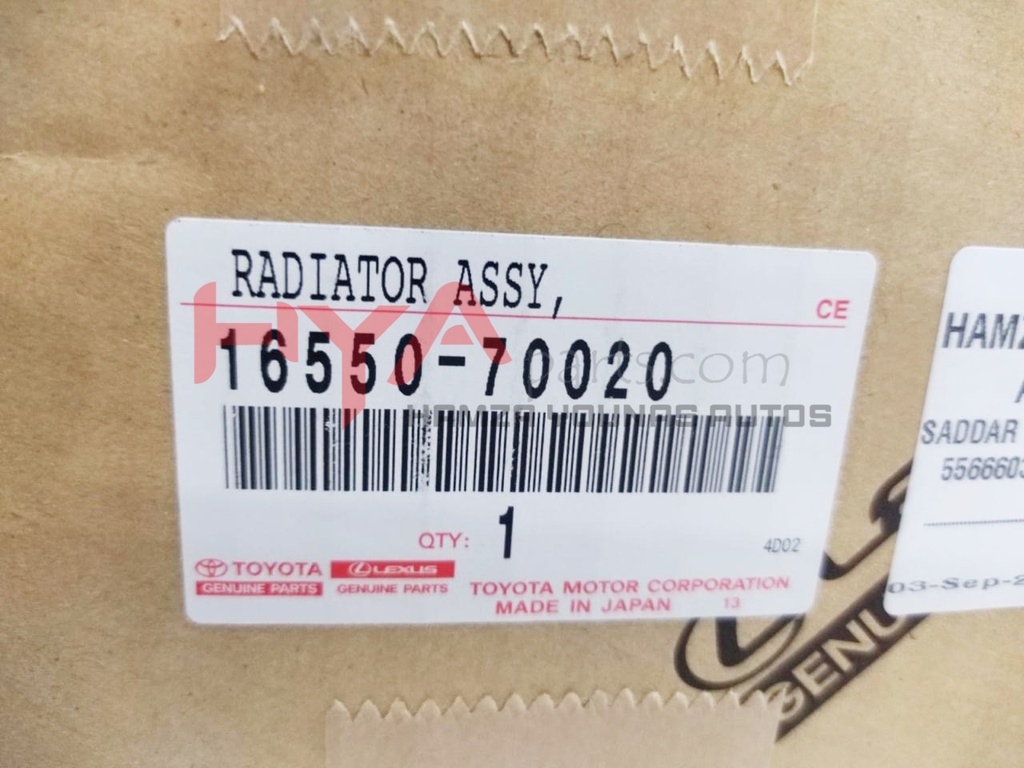 RADIATOR ASSY,
CE
16550-70020
HYA parts.com
HAMZA YOUNAS AUTOS
QTY: 1
4D02
TOYOTA LEXUS
GENUINE PARTS GENUINE PARTS
TOYOTA MOTOR CORPORATION
MADE IN JAPAN 13
SADDAR
03-Sep-2